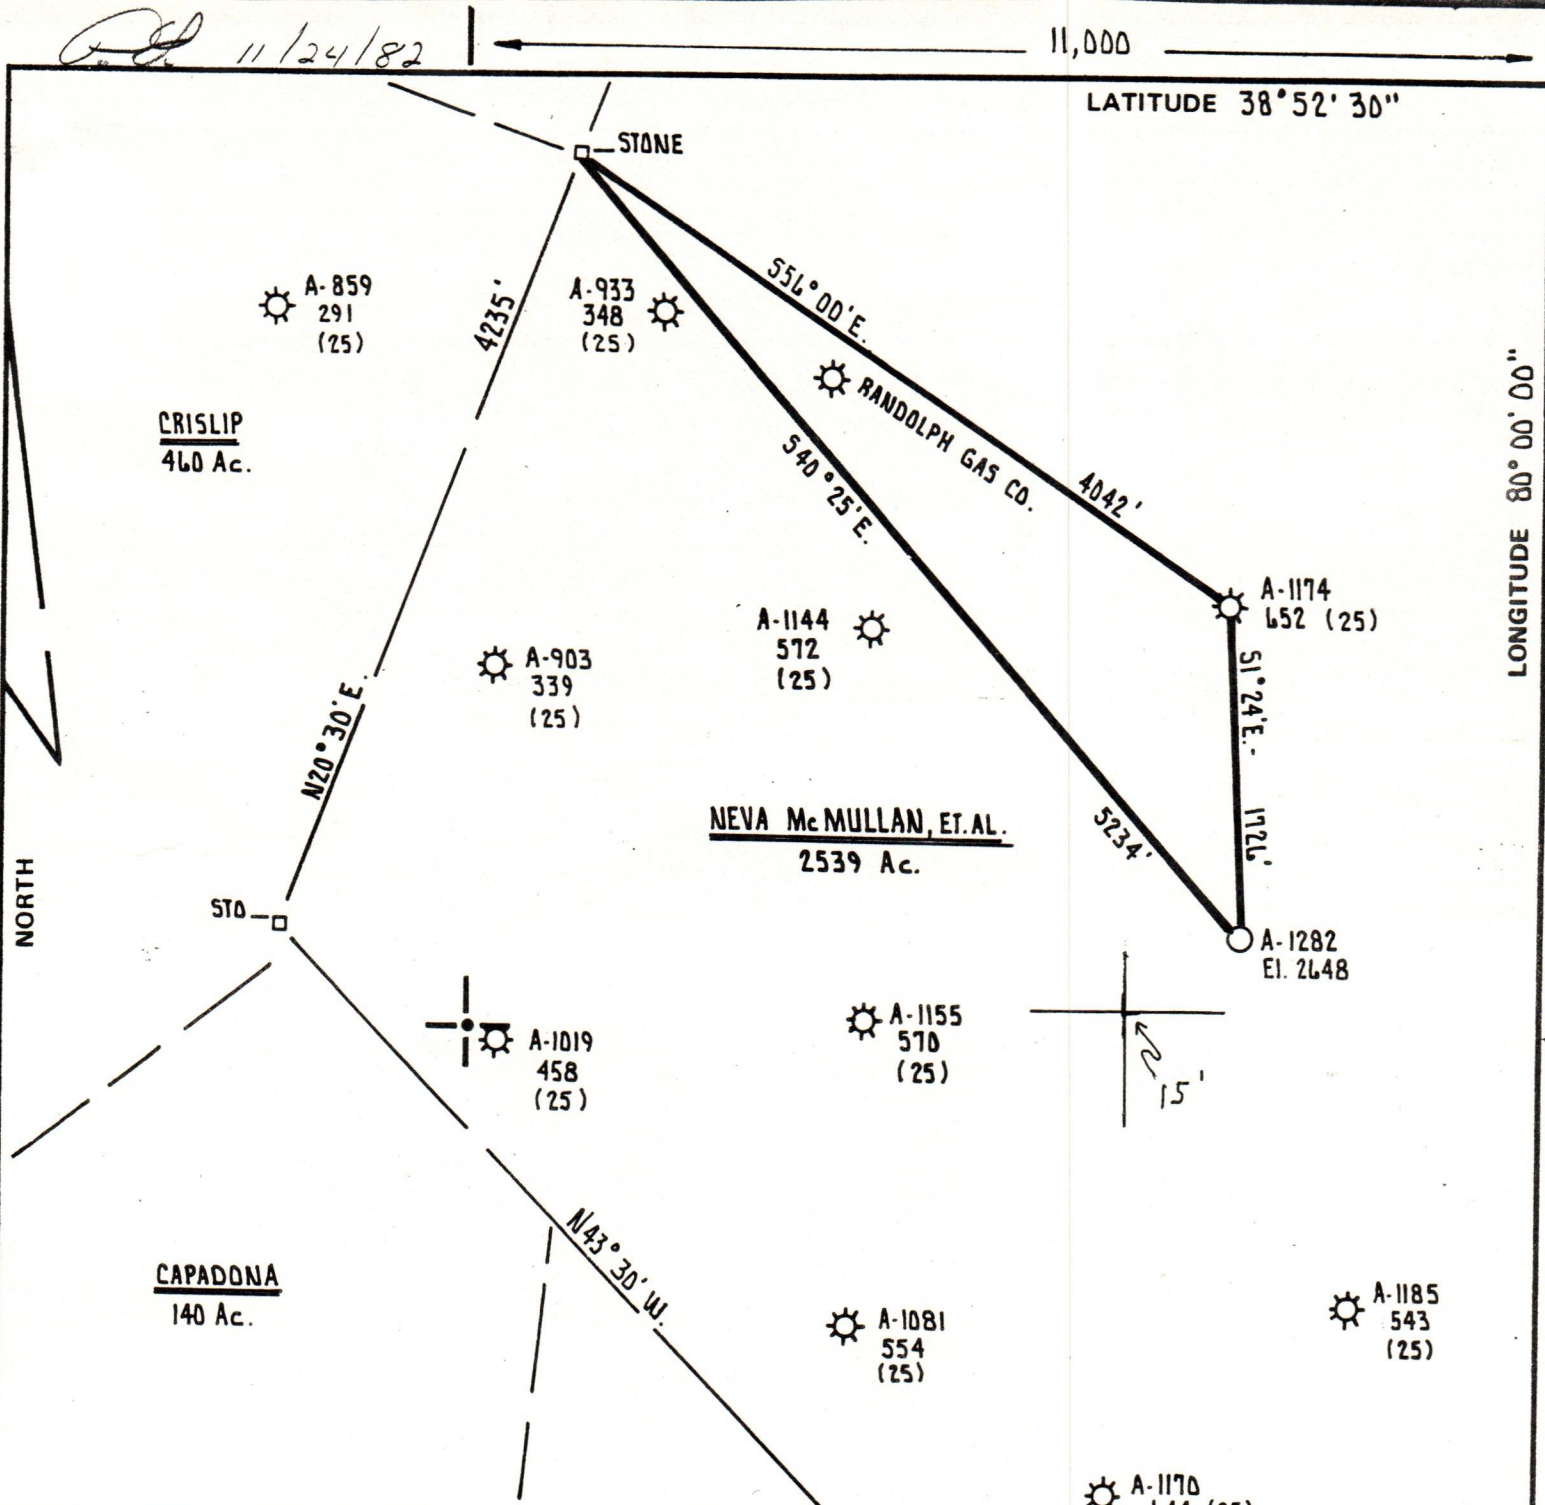 11/24/82
11,000
LATITUDE 38°52'30"
STONE
A-859
291
(25)
4235'
A-933
348
(25)
S56°00'E.
RANDOLPH GAS CO.
4042'
CRISLIP
460 Ac.
S40°25'E.
LONGITUDE 80°00'00"
A-1174
652 (25)
A-1144
572
(25)
A-903
339
(25)
S1°24'E.-
1726'
N20°30'E.
NEVA McMULLAN, ET.AL.
2539 Ac.
5234'
NORTH
STO
A-1282
El. 2648
A-1019
458
(25)
A-1155
570
(25)
15'
N43°30'W.
CAPADONA
140 Ac.
A-1081
554
(25)
A-1185
543
(25)
A-1170